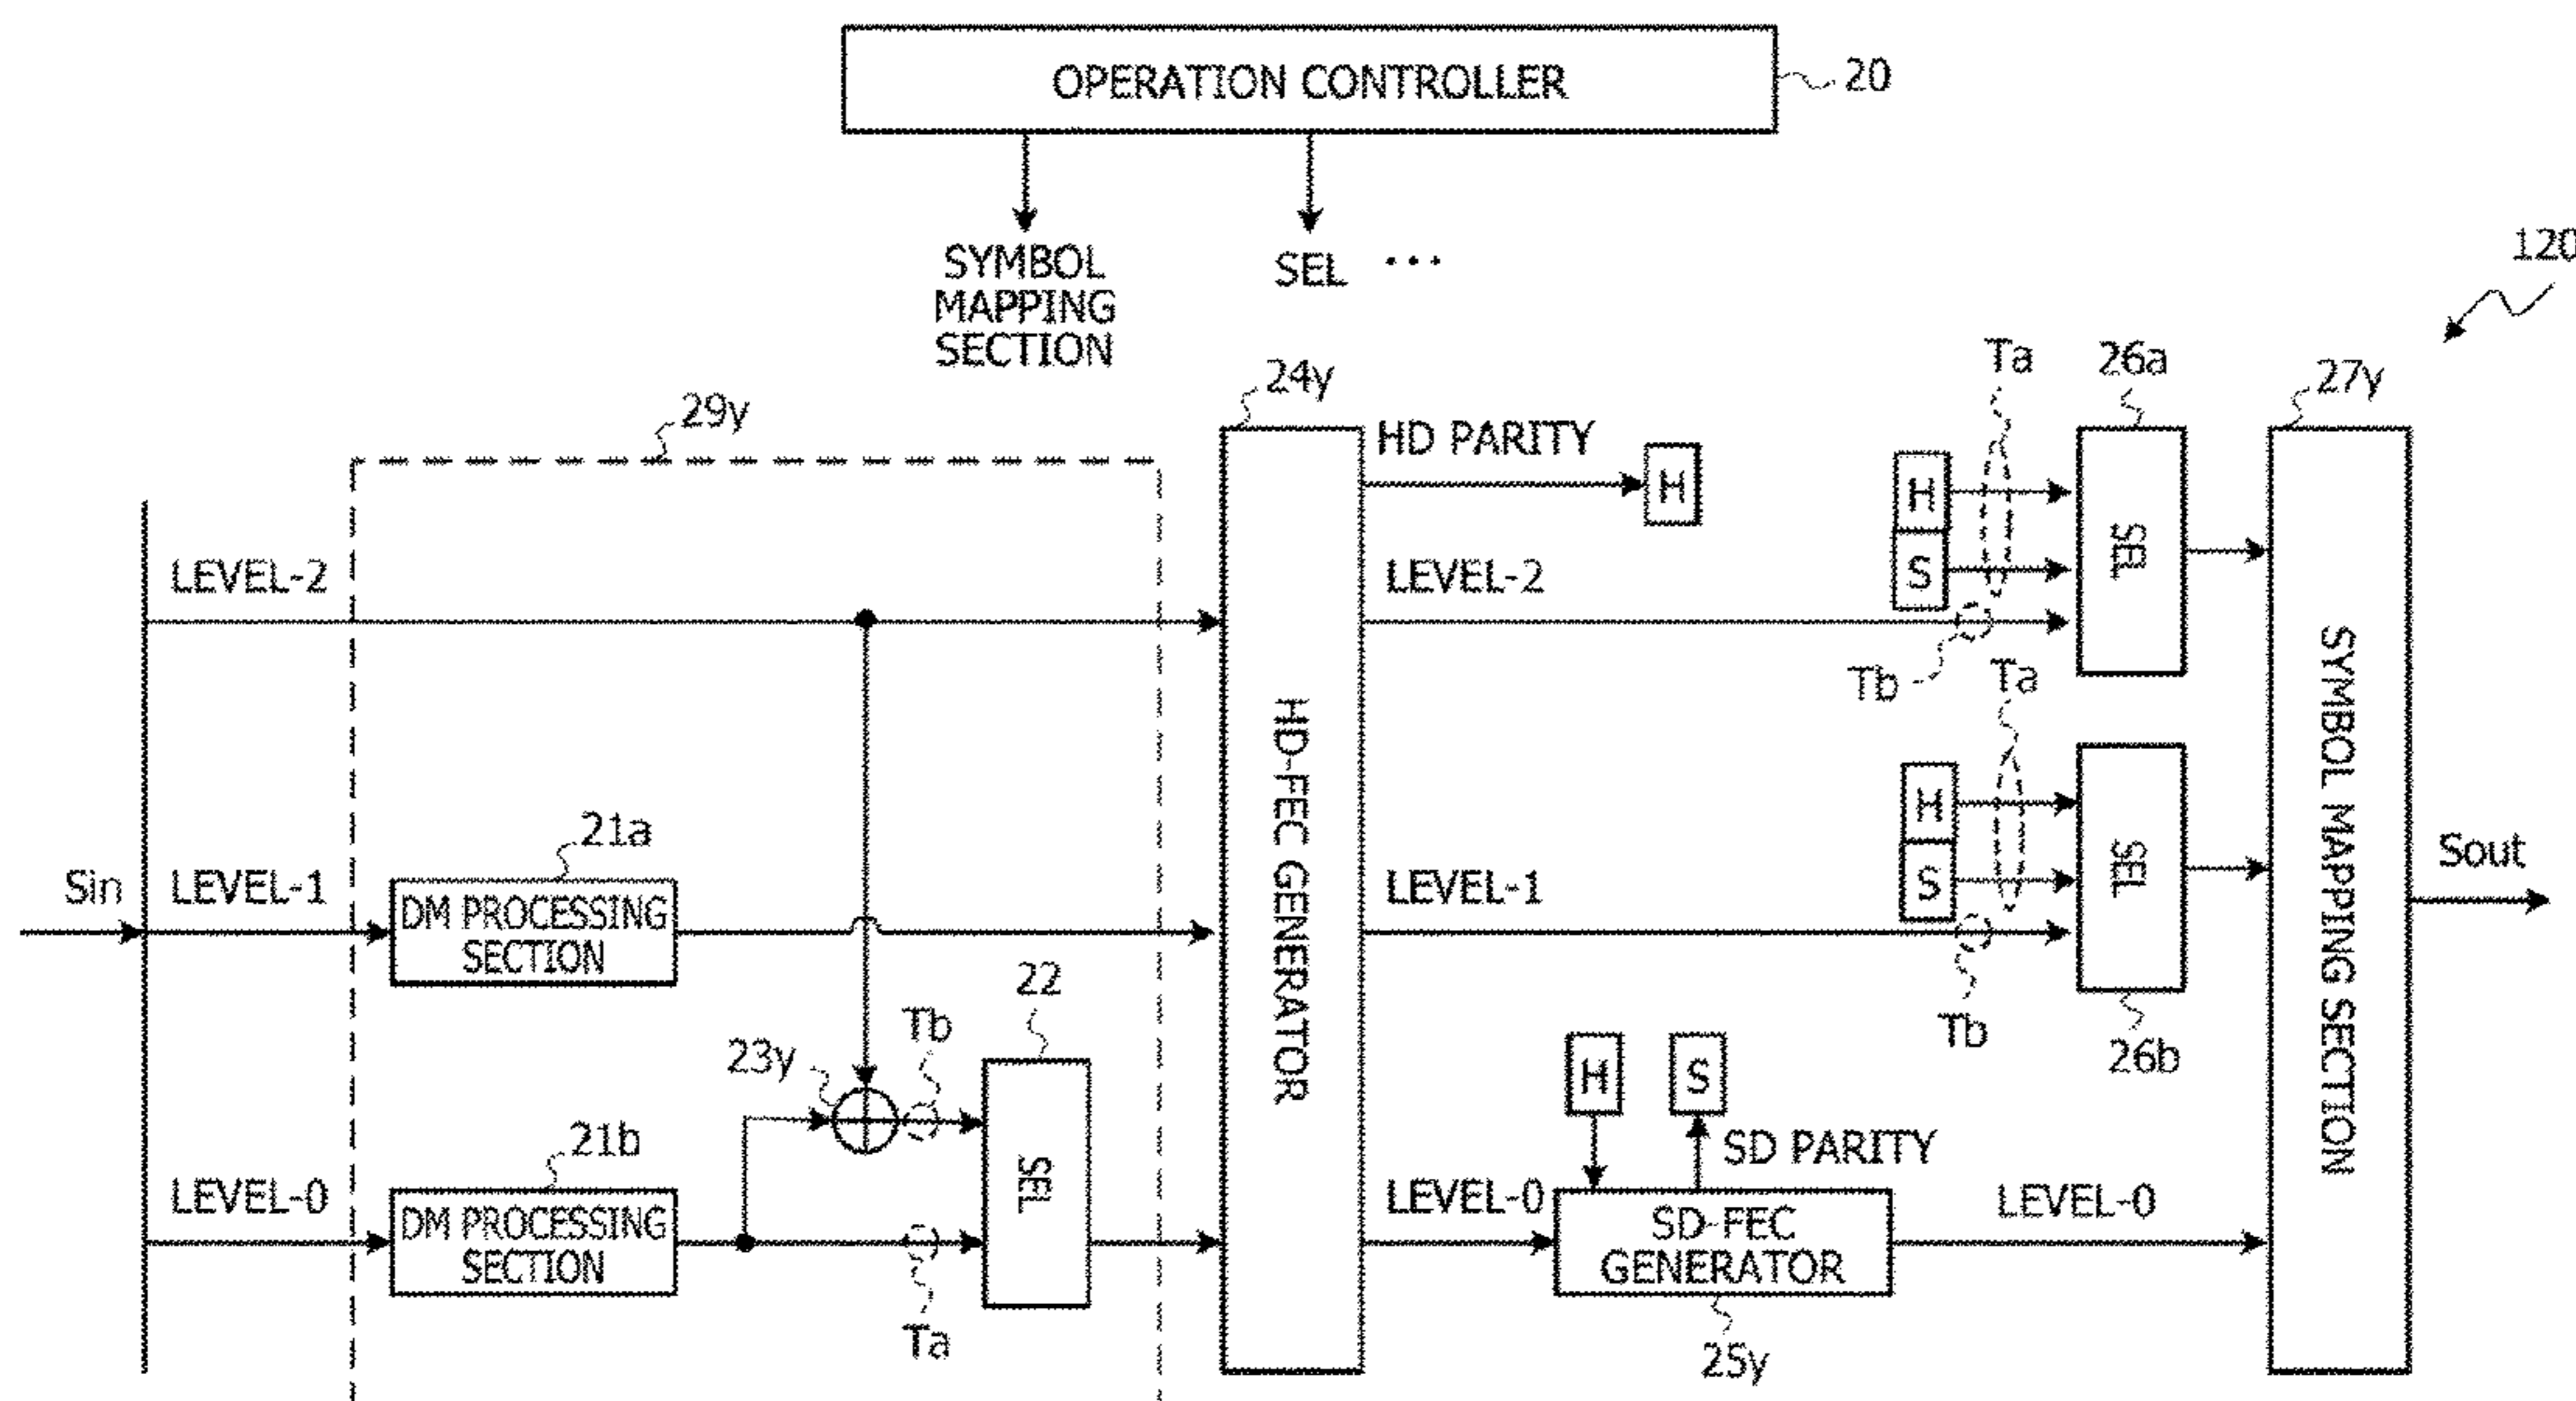 OPERATION CONTROLLER
20
SYMBOL
MAPPING
SECTION
SEL ...
120
29y
24y
HD PARITY
H
Ta
26a
27y
LEVEL-2
LEVEL-2
H
S
SEL
Tb
Ta
Sin
LEVEL-1
21a
DM PROCESSING
SECTION
HD-FEC GENERATOR
LEVEL-1
H
S
SEL
Tb
26b
SYMBOL MAPPING SECTION
Sout
23y
Tb
22
SEL
H
S
SD PARITY
LEVEL-0
21b
DM PROCESSING
SECTION
Ta
LEVEL-0
SD-FEC
GENERATOR
25y
LEVEL-0